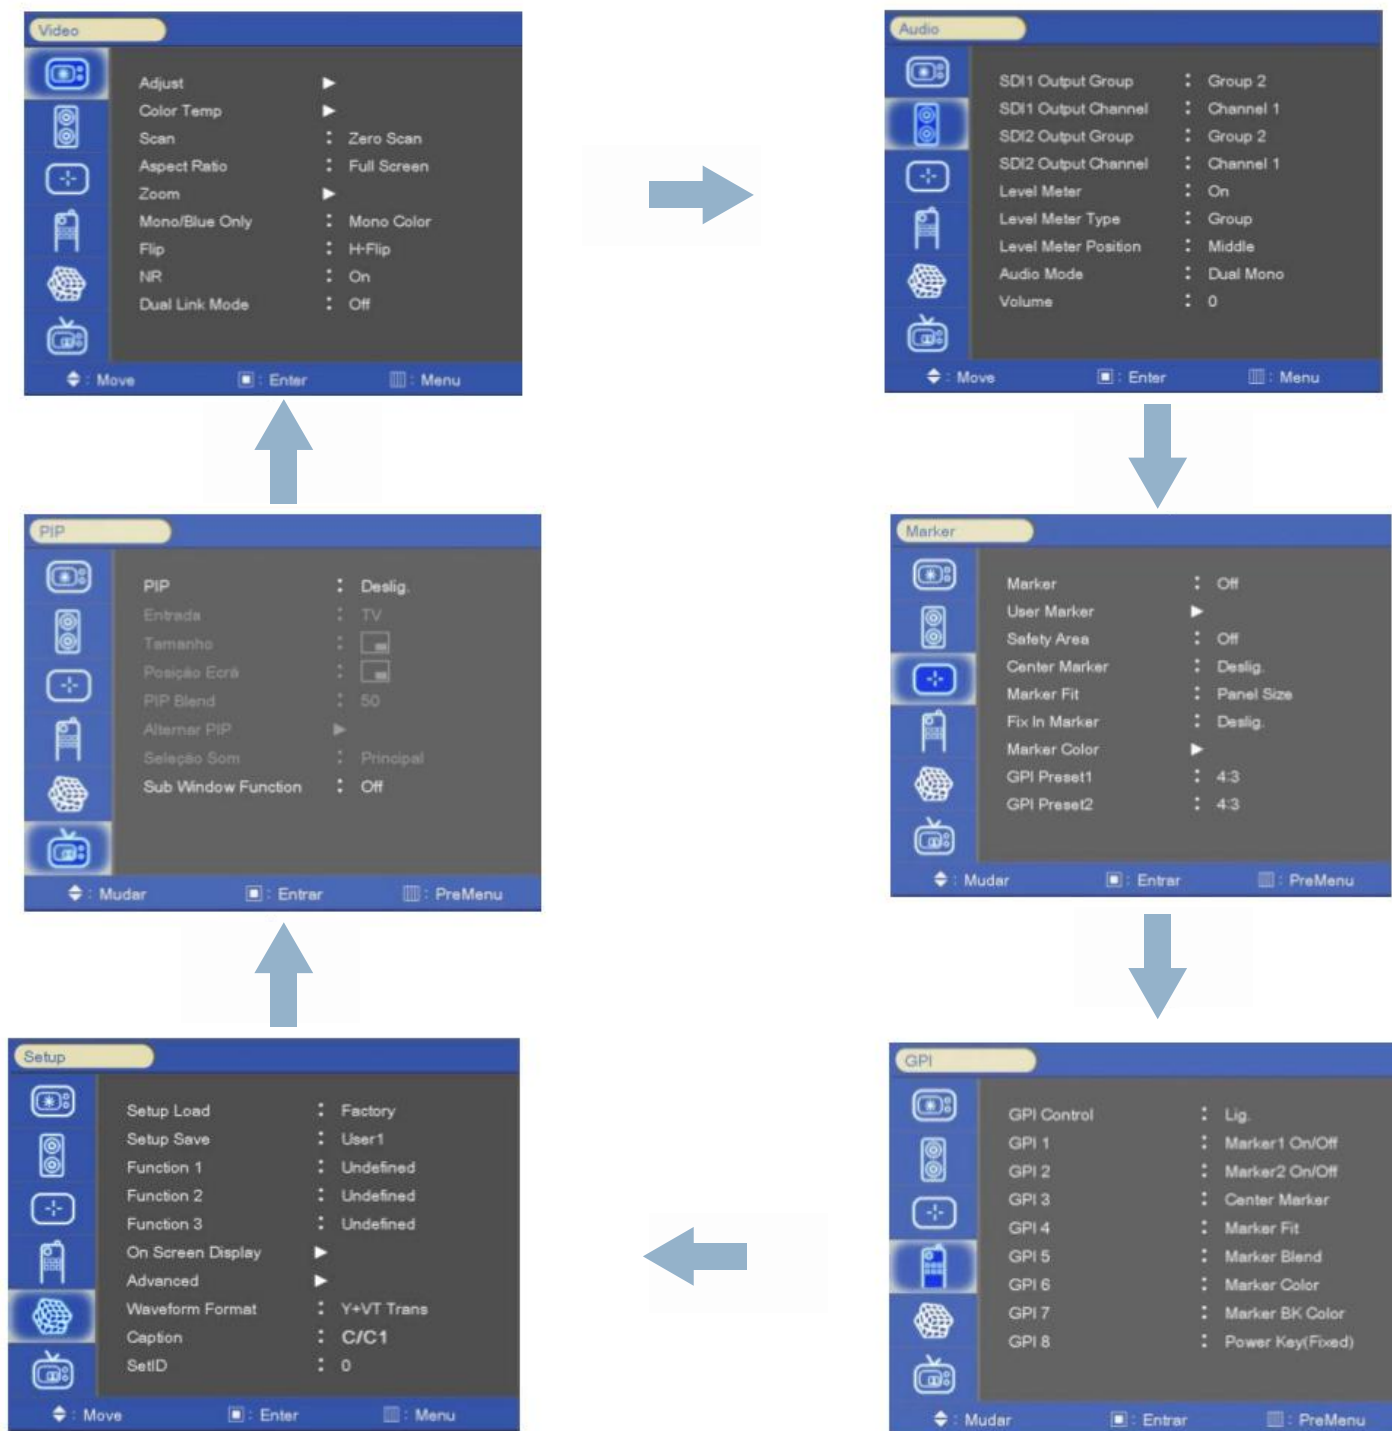 Video
Adjust
Color Temp
Scan : Zero Scan
Aspect Ratio : Full Screen
Zoom
Mono/Blue Only : Mono Color
Flip : H-Flip
NR : On
Dual Link Mode : Off
: Move : Enter : Menu
Audio
SDI1 Output Group : Group 2
SDI1 Output Channel : Channel 1
SDI2 Output Group : Group 2
SDI2 Output Channel : Channel 1
Level Meter : On
Level Meter Type : Group
Level Meter Position : Middle
Audio Mode : Dual Mono
Volume : 0
: Move : Enter : Menu
PIP
PIP : Deslig.
Entrada : TV
Tamanho :
Posição Ecrã :
PIP Blend : 50
Alternar PIP
Seleção Som : Principal
Sub Window Function : Off
: Mudar : Entrar : PreMenu
Marker
Marker : Off
User Marker
Safety Area : Off
Center Marker : Deslig.
Marker Fit : Panel Size
Fix In Marker : Deslig.
Marker Color
GPI Preset1 : 4:3
GPI Preset2 : 4:3
: Mudar : Entrar : PreMenu
Setup
Setup Load : Factory
Setup Save : User1
Function 1 : Undefined
Function 2 : Undefined
Function 3 : Undefined
On Screen Display
Advanced
Waveform Format : Y+VT Trans
Caption : C/C1
SetID : 0
: Move : Enter : Menu
GPI
GPI Control : Lig.
GPI 1 : Marker1 On/Off
GPI 2 : Marker2 On/Off
GPI 3 : Center Marker
GPI 4 : Marker Fit
GPI 5 : Marker Blend
GPI 6 : Marker Color
GPI 7 : Marker BK Color
GPI 8 : Power Key(Fixed)
: Mudar : Entrar : PreMenu